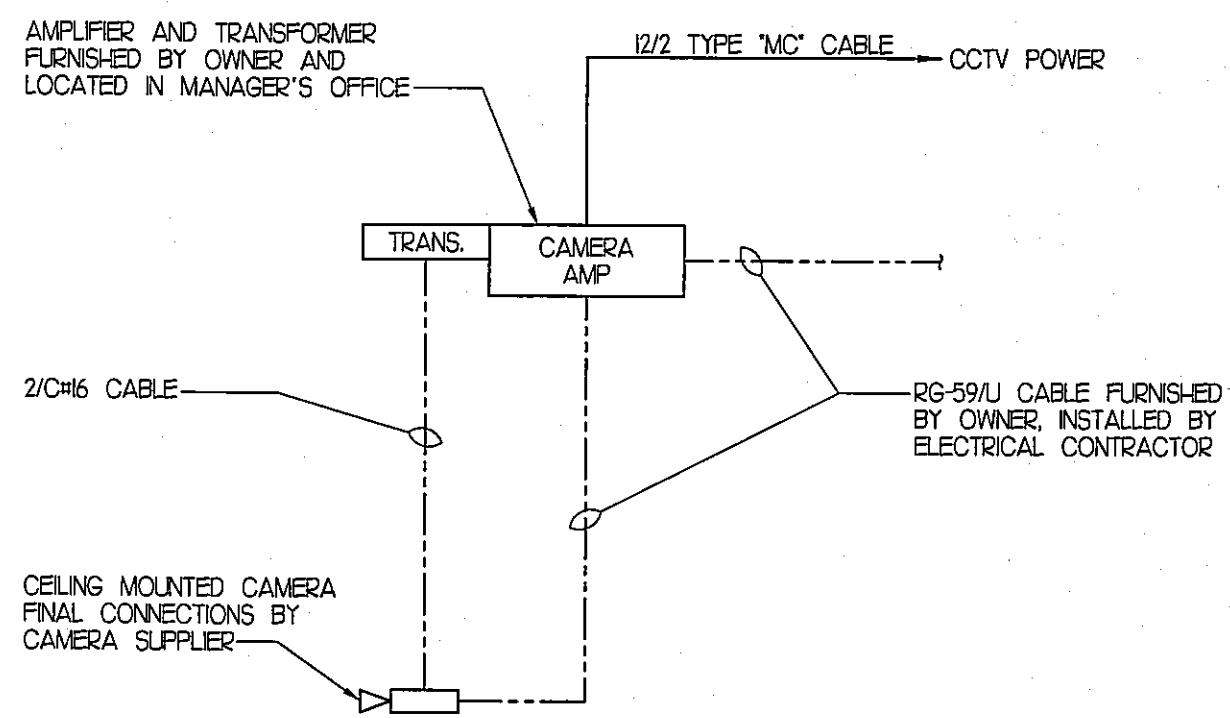 AMPLIFIER AND TRANSFORMER
FURNISHED BY OWNER AND
LOCATED IN MANAGER'S OFFICE
12/2 TYPE "MC" CABLE
CCTV POWER
TRANS.
CAMERA
AMP
2/C#16 CABLE
RG-59/U CABLE FURNISHED
BY OWNER, INSTALLED BY
ELECTRICAL CONTRACTOR
CEILING MOUNTED CAMERA
FINAL CONNECTIONS BY
CAMERA SUPPLIER